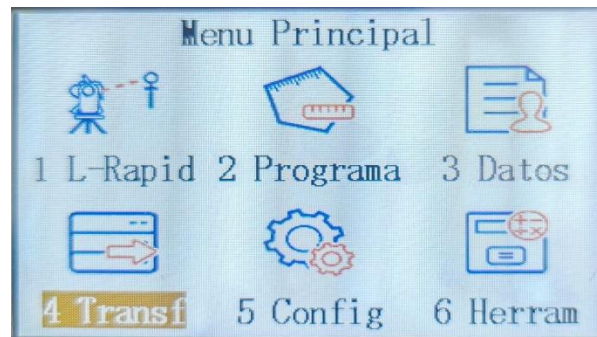 Menu Principal
1 L-Rapid 2 Programa 3 Datos
4 Transf 5 Config 6 Herram